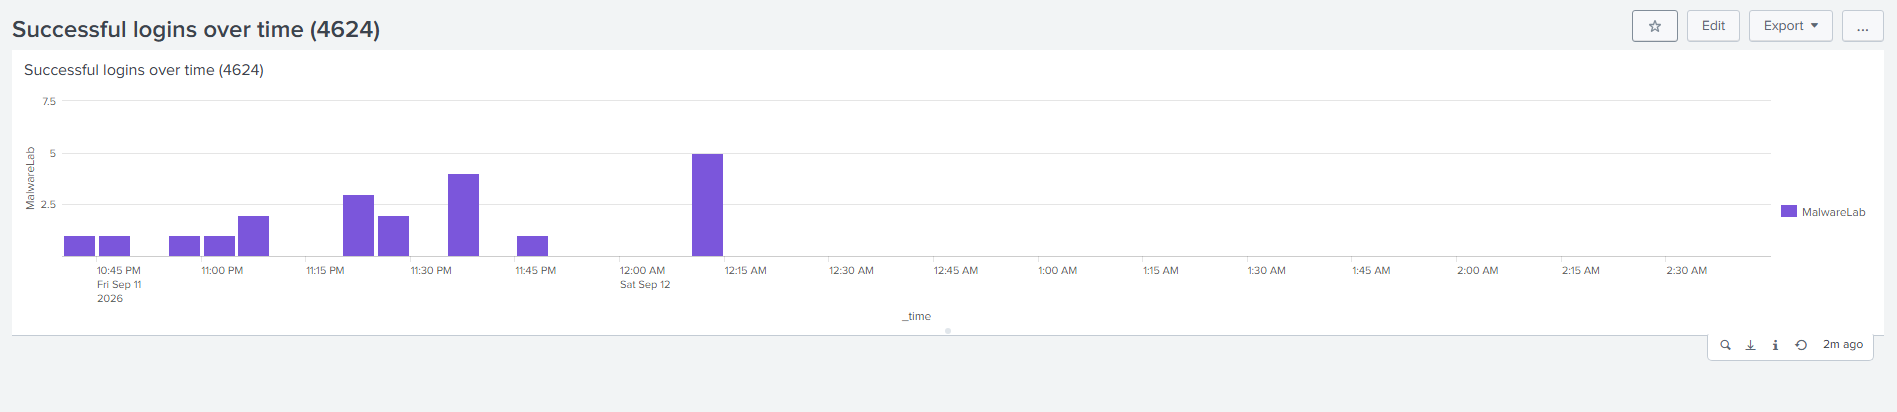 Successful logins over time (4624)
Edit
Export
...
Successful logins over time (4624)
7.5
5
2.5
MalwareLab
MalwareLab
10:45 PM
Fri Sep 11
2026
11:00 PM
11:15 PM
11:30 PM
11:45 PM
12:00 AM
Sat Sep 12
12:15 AM
12:30 AM
12:45 AM
1:00 AM
1:15 AM
1:30 AM
1:45 AM
2:00 AM
2:15 AM
2:30 AM
_time
2m ago